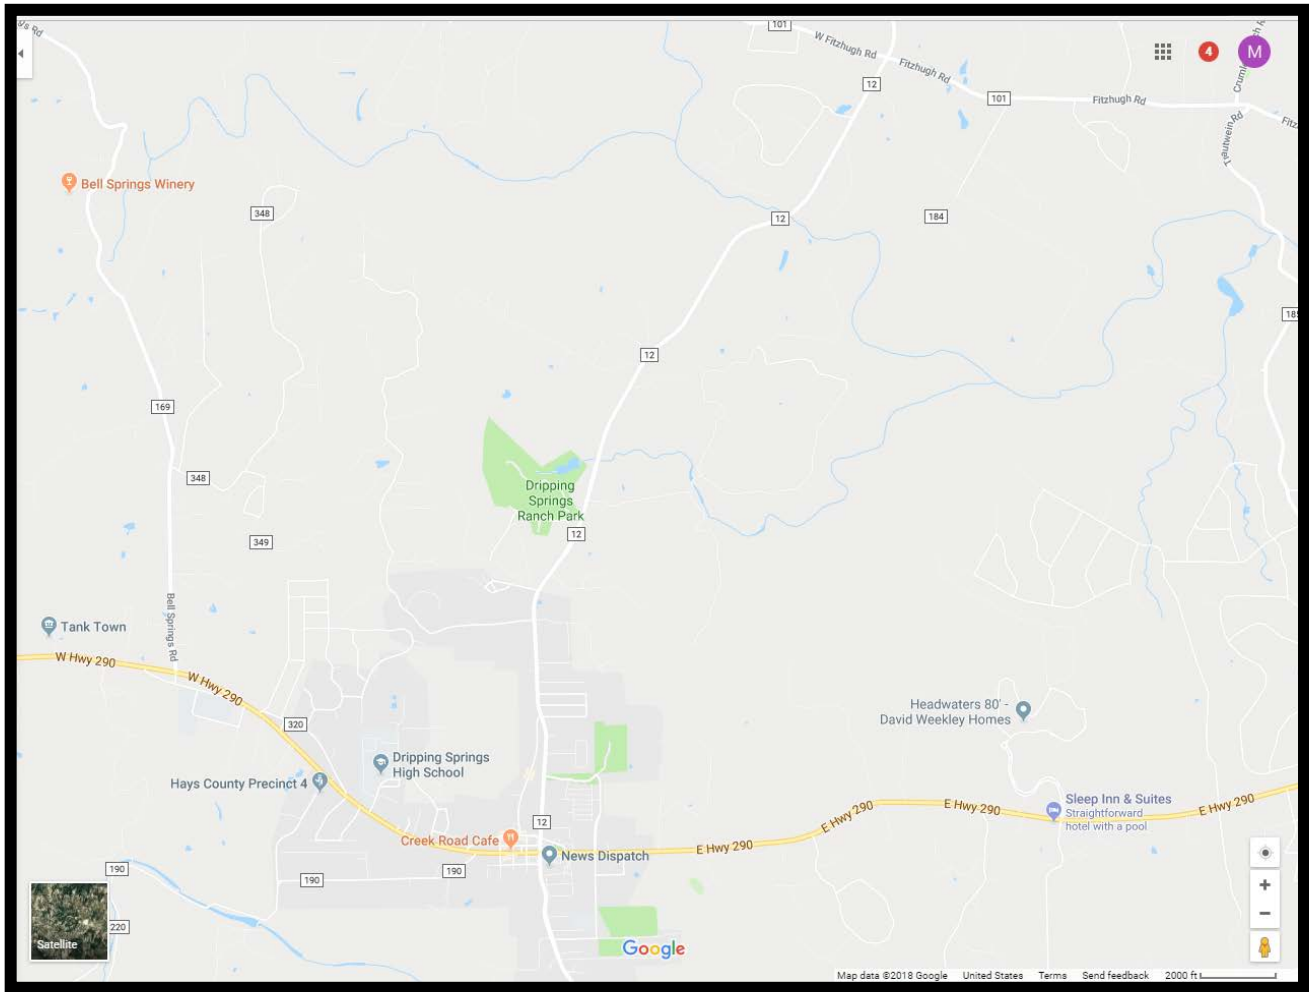 101
W Fitzhugh Rd
4
M
12
Fitzhugh Rd
101
Fitzhugh Rd
Trautwein Rd
Bell Springs Winery
348
12
184
12
169
348
Dripping
Springs
Ranch Park
12
349
Bell Springs Rd
Tank Town
W Hwy 290
W Hwy 290
320
Headwaters 80' -
David Weekley Homes
Dripping Springs
High School
Hays County Precinct 4
Sleep Inn & Suites
Straightforward
hotel with a pool
E Hwy 290
E Hwy 290
E Hwy 290
12
Creek Road Cafe
E Hwy 290
News Dispatch
190
190
190
220
Satellite
Google
Map data ©2018 Google United States Terms Send feedback 2000 ft